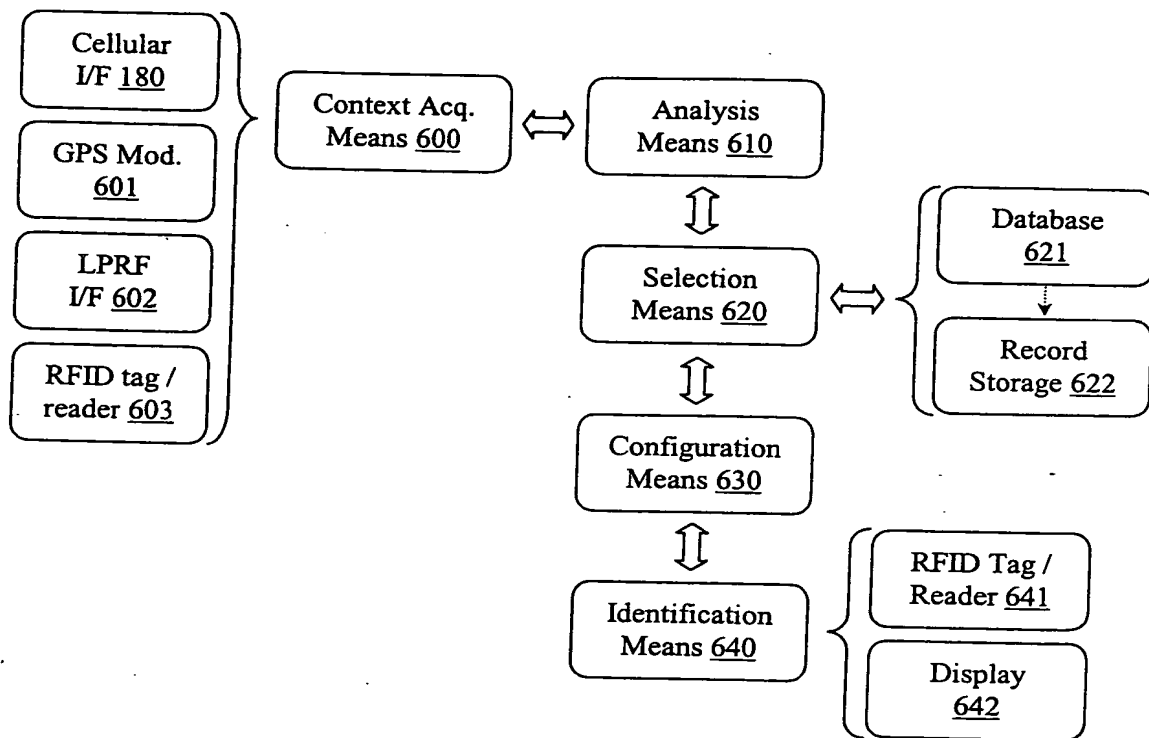 Cellular
I/F 180
GPS Mod.
601
LPRF
I/F 602
RFID tag /
reader 603
Context Acq.
Means 600
Analysis
Means 610
Selection
Means 620
Database
621
Record
Storage 622
Configuration
Means 630
Identification
Means 640
RFID Tag /
Reader 641
Display
642